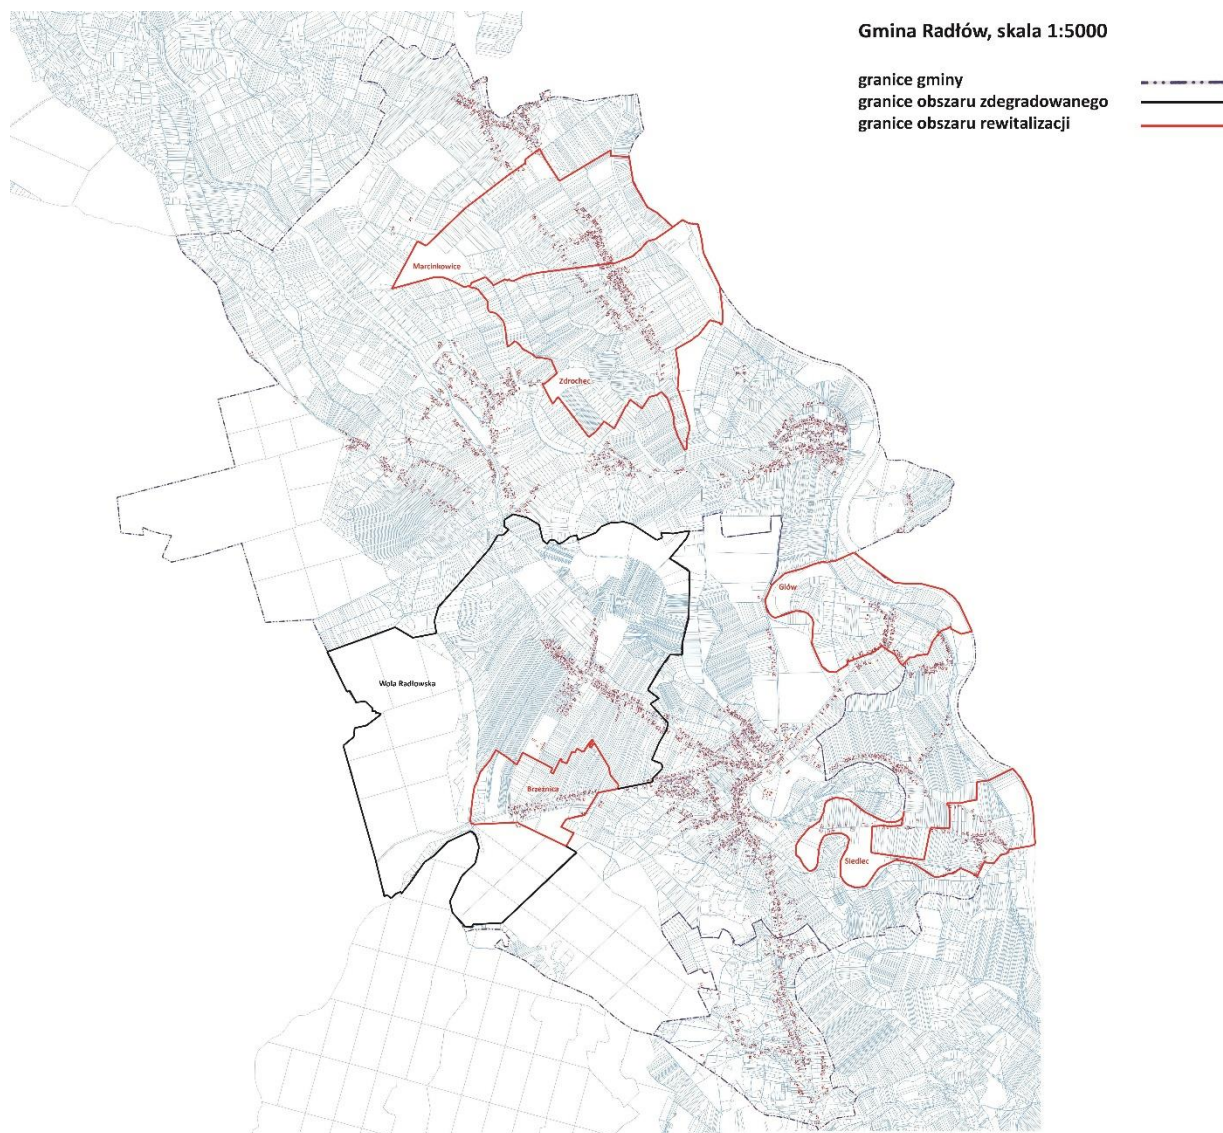 Gmina Radłów, skala 1:5000
granice gminy
granice obszaru zdegradowanego
granice obszaru rewitalizacji
Marcinkowice
Zdrochec
Glów
Wola Radłowska
Brzeźnica
Siedlec